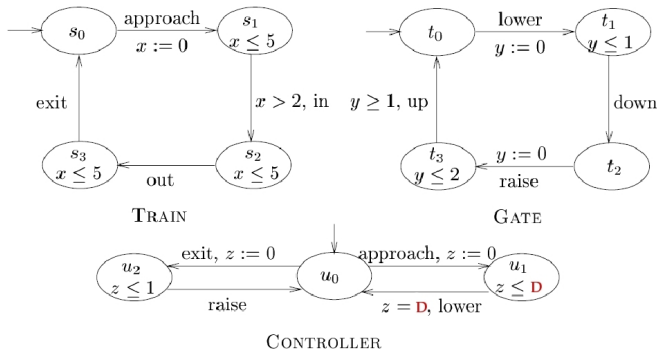 s₀
approach
x := 0
s₁
x ≤ 5
exit
x > 2, in
s₃
x ≤ 5
out
s₂
x ≤ 5
TRAIN
t₀
lower
y := 0
t₁
y ≤ 1
y ≥ 1, up
down
t₃
y ≤ 2
y := 0
raise
t₂
GATE
u₂
z ≤ 1
exit, z := 0
raise
u₀
approach, z := 0
z = D, lower
u₁
z ≤ D
CONTROLLER